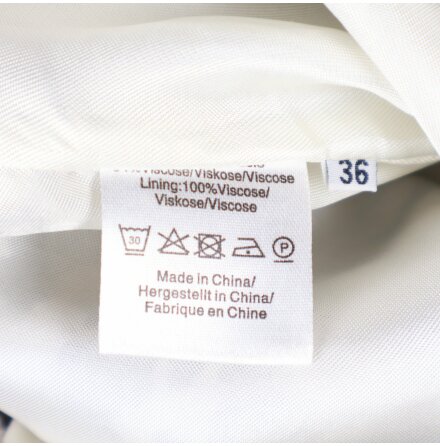 Viscose/Viskose/Viscose
Lining:100%Viscose/
Viskose/Viscose
36
30
P
Made in China/
Hergestellt in China/
Fabrique en Chine